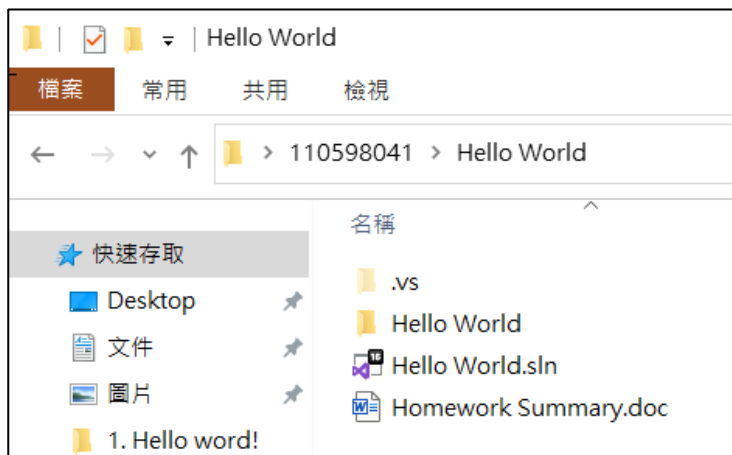 Hello World
檔案 常用 共用 檢視
110598041 > Hello World
名稱
快速存取
Desktop
文件
圖片
1. Hello word!
.vs
Hello World
Hello World.sln
Homework Summary.doc